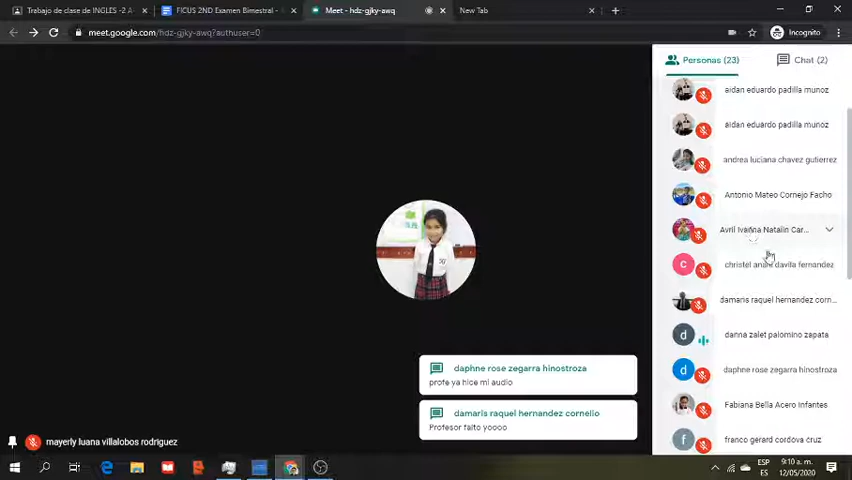 Trabajo de clase de INGLES -2 A
FICUS 2ND Examen Bimestral - D
Meet - hdz-gjky-awq
New Tab
meet.google.com/hdz-gjky-awq?authuser=0
Incognito
Personas (23)
Chat (2)
aidan eduardo padilla munoz
aidan eduardo padilla munoz
andrea luciana chavez gutierrez
Antonio Mateo Cornejo Facho
Avril Ivanna Natalin Car...
c christel anahi davila fernandez
damaris raquel hernandez corn...
d danna zalet palomino zapata
d daphne rose zegarra hinostroza
Fabiana Bella Acero Infantes
f franco gerard cordova cruz
daphne rose zegarra hinostroza
profe ya hice mi audio
damaris raquel hernandez cornelio
Profesor falto yoooo
mayerly luana villalobos rodriguez
ESP
ES
9:10 a. m.
12/05/2020